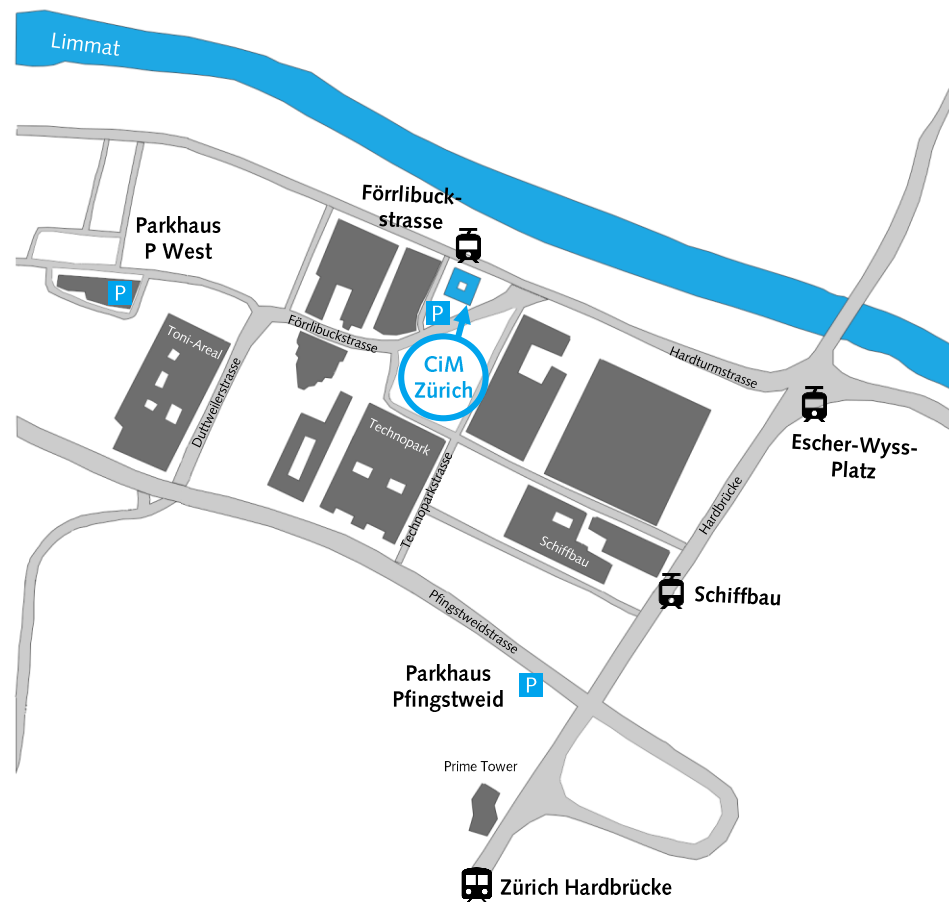 Limmat
Förrlibuck-
strasse
Parkhaus
P West
P
P
Toni-Areal
Förrlibuckstrasse
CiM
Zürich
Hardturmstrasse
Duttweilerstrasse
Technopark
Escher-Wyss-
Platz
Technoparkstrasse
Hardbrücke
Schiffbau
Schiffbau
Pfingstweidstrasse
Parkhaus
Pfingstweid
P
Prime Tower
Zürich Hardbrücke